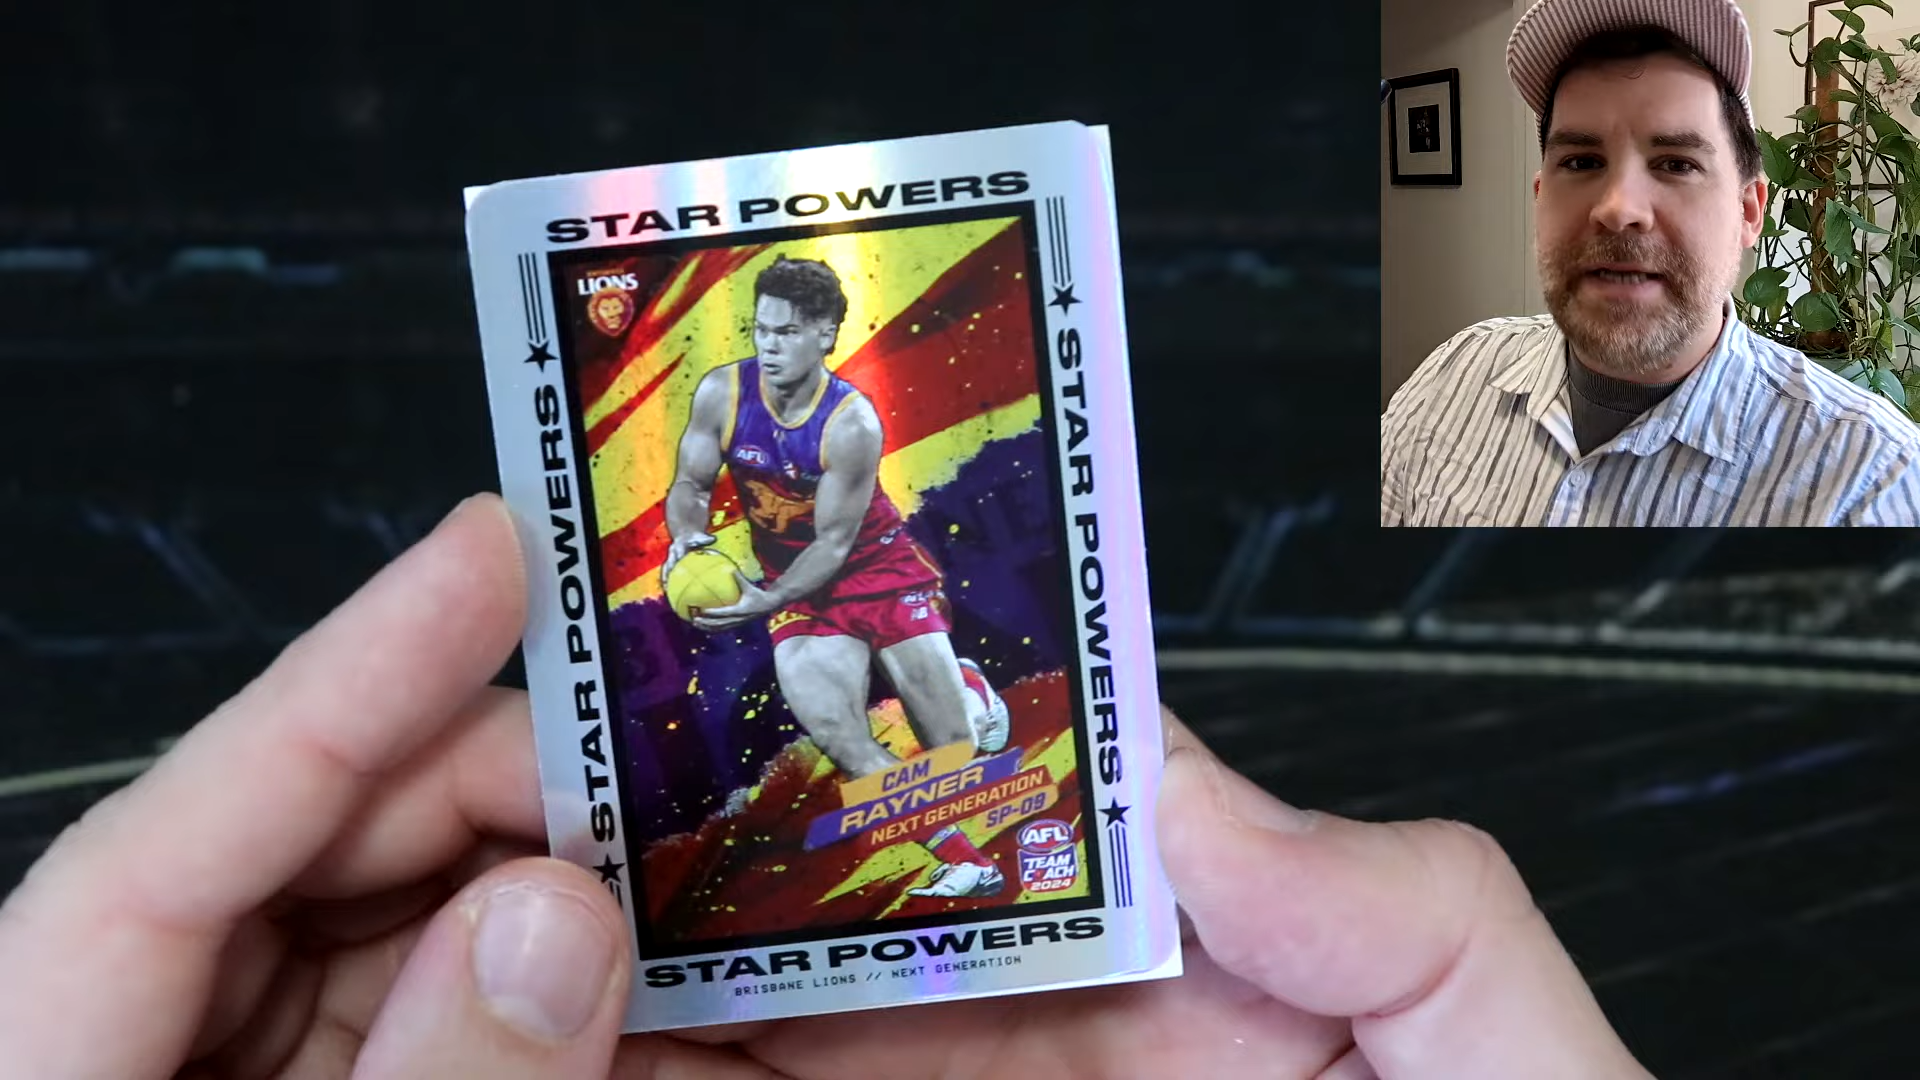 STAR POWERS
LIONS
STAR POWERS
STAR POWERS
AFL
CAM
RAYNER
NEXT GENERATION
SP-09
AFL
TEAM
COACH
2024
STAR POWERS
BRISBANE LIONS // NEXT GENERATION